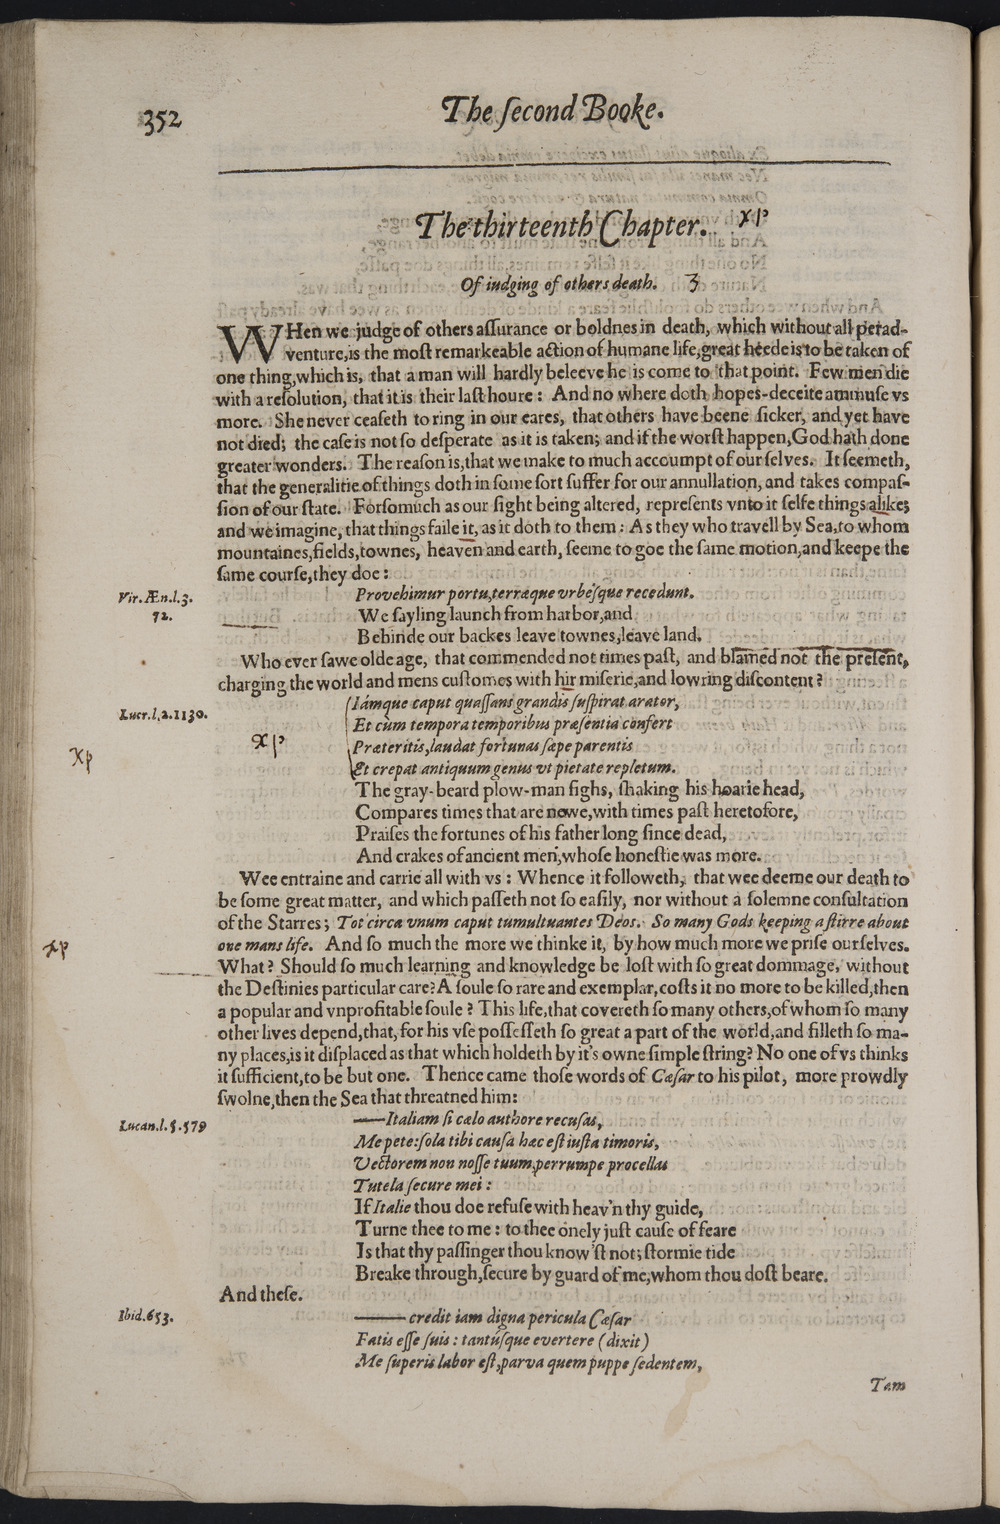 352
The ſecond Booke.
The thirteenth Chapter.
Of iudging of others death. 3
WHen we judge of others aſſurance or boldnes in death, which without all perad-
venture,is the moſt remarkeable action of humane life,great heede is to be taken of
one thing,which is, that a man will hardly beleeve he is come to that point. Few men die
with a reſolution, that it is their laſt houre : And no where doth hopes-deceite ammuſe vs
more. She never ceaſeth to ring in our eares, that others have beene ſicker, and yet have
not died; the caſe is not ſo deſperate as it is taken; and if the worſt happen,God hath done
greater wonders. The reaſon is,that we make to much accoumpt of our ſelves. It ſeemeth,
that the generalitie of things doth in ſome ſort ſuffer for our annullation, and takes compaſ-
ſion of our ſtate. Forſomuch as our ſight being altered, repreſents vnto it ſelfe things alike;
and we imagine, that things faile it, as it doth to them : As they who travell by Sea,to whom
mountaines,fields,townes, heaven and earth, ſeeme to goe the ſame motion,and keepe the
ſame courſe,they doe :
Vir. Æn.l.3.
72.
Provehimur portu,terræque vrbéſque recedunt.
We ſayling launch from harbor,and
Behinde our backes leave townes,leave land.
Who ever ſawe olde age, that commended not times paſt, and blamed not the preſent,
charging the world and mens cuſtomes with hir miſerie,and lowring diſcontent ?
Lucr.l.2.1130.
Iámque caput quaſſans grandis ſuſpirat arator,
Et cùm tempora temporibus præſentia confert
Præteritis,laudat fortunas ſæpe parentis
Et crepat antiquum genus vt pietate repletum.
The gray-beard plow-man ſighs, ſhaking his hoarie head,
Compares times that are nowe,with times paſt heretofore,
Praiſes the fortunes of his father long ſince dead,
And crakes of ancient men,whoſe honeſtie was more.
Wee entraine and carrie all with vs : Whence it followeth, that wee deeme our death to
be ſome great matter, and which paſſeth not ſo eaſily, nor without a ſolemne conſultation
of the Starres ; Tot circa vnum caput tumultuantes Deos. So many Gods keeping a ſtirre about
one mans life. And ſo much the more we thinke it, by how much more we priſe ourſelves.
What ? Should ſo much learning and knowledge be loſt with ſo great dommage, without
the Deſtinies particular care? A ſoule ſo rare and exemplar,coſts it no more to be killed,then
a popular and vnprofitable ſoule ? This life,that covereth ſo many others,of whom ſo many
other lives depend,that,for his vſe poſſeſſeth ſo great a part of the world,and filleth ſo ma-
ny places,is it diſplaced as that which holdeth by it's owne ſimple ſtring? No one of vs thinks
it ſufficient,to be but one. Thence came thoſe words of Cæſar to his pilot, more prowdly
ſwolne,then the Sea that threatned him:
Lucan.l.5.579
——Italiam ſi cælo authore recuſas,
Me pete:ſola tibi cauſa hæc eſt iuſta timoris,
Vectorem non noſſe tuum,perrumpe procellas
Tutela ſecure mei :
If Italie thou doe refuſe with heav'n thy guide,
Turne thee to me : to thee onely juſt cauſe of feare
Is that thy paſſinger thou know'ſt not; ſtormie tide
Breake through,ſecure by guard of me,whom thou doſt beare.
And theſe.
Ibid.653.
—— credit iam digna pericula Cæſar
Fatis eſſe ſuis : tantúſque evertere (dixit)
Me ſuperis labor eſt,parva quem puppe ſedentem,
Tam